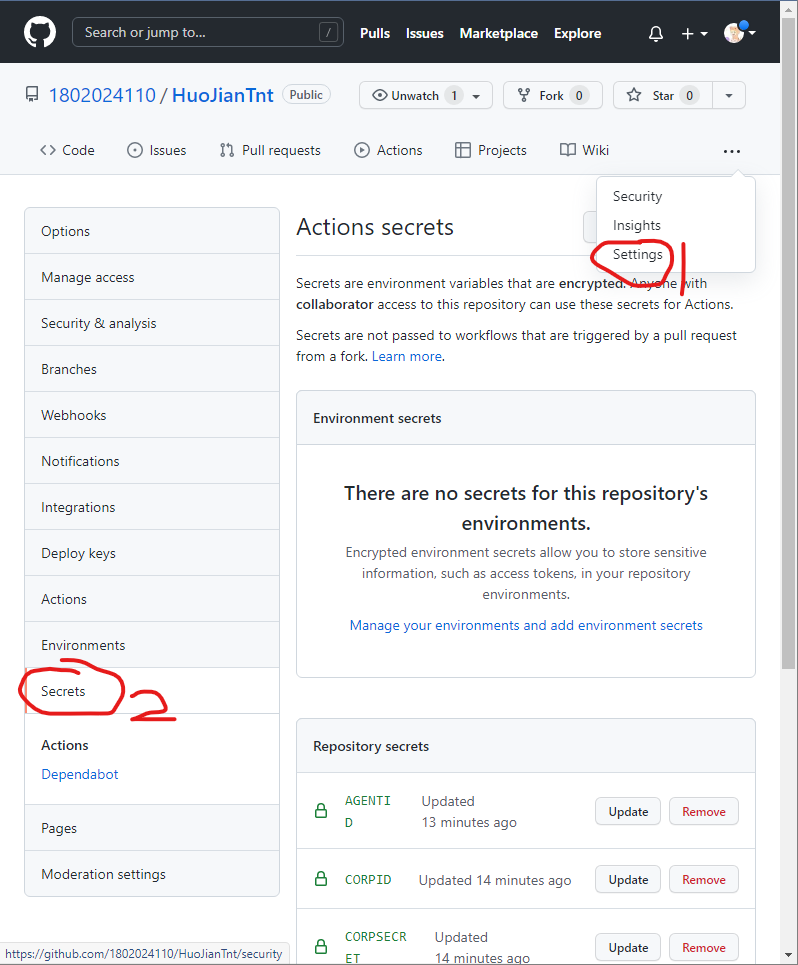 Search or jump to... /
Pulls Issues Marketplace Explore
1802024110 / HuoJianTnt Public
Unwatch 1 Fork 0 Star 0
Code Issues Pull requests Actions Projects Wiki ...
Security
Insights
Settings 1
Options
Manage access
Security & analysis
Branches
Webhooks
Notifications
Integrations
Deploy keys
Actions
Environments
Secrets 2
Actions
Dependabot
Pages
Moderation settings
Actions secrets
Secrets are environment variables that are encrypted. Anyone with
collaborator access to this repository can use these secrets for Actions.
Secrets are not passed to workflows that are triggered by a pull request
from a fork. Learn more.
Environment secrets
There are no secrets for this repository's
environments.
Encrypted environment secrets allow you to store sensitive
information, such as access tokens, in your repository
environments.
Manage your environments and add environment secrets
Repository secrets
AGENTI
D
Updated
13 minutes ago
Update Remove
CORPID Updated 14 minutes ago Update Remove
CORPSECR
ET
Updated
14 minutes ago
Update Remove
https://github.com/1802024110/HuoJianTnt/security